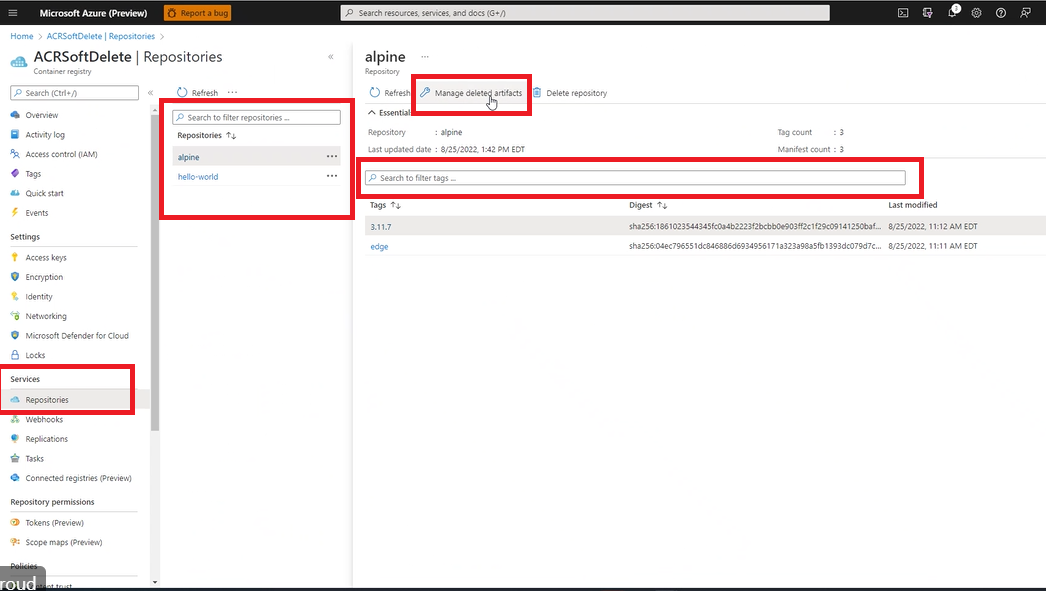 Microsoft Azure (Preview)
Report a bug
Search resources, services, and docs (G+/)
3
Home > ACRSoftDelete | Repositories >
ACRSoftDelete | Repositories
Container registry
Search (Ctrl+/)
Overview
Activity log
Access control (IAM)
Tags
Quick start
Events
Settings
Access keys
Encryption
Identity
Networking
Microsoft Defender for Cloud
Locks
Services
Repositories
Webhooks
Replications
Tasks
Connected registries (Preview)
Repository permissions
Tokens (Preview)
Scope maps (Preview)
Policies
roud
Refresh
Search to filter repositories ...
Repositories
alpine
hello-world
alpine
Repository
Refresh
Manage deleted artifacts
Delete repository
Essentials
Repository : alpine
Tag count : 3
Last updated date : 8/25/2022, 1:42 PM EDT
Manifest count : 3
Search to filter tags ...
Tags Digest Last modified
3.11.7 sha256:1861023544345fc0a4b2223f2bcbb0e903ff2c1f29c09141250baf... 8/25/2022, 11:12 AM EDT
edge sha256:04ec796551dc846886d6934956171a323a98a5fb1393dc079d7c... 8/25/2022, 11:11 AM EDT